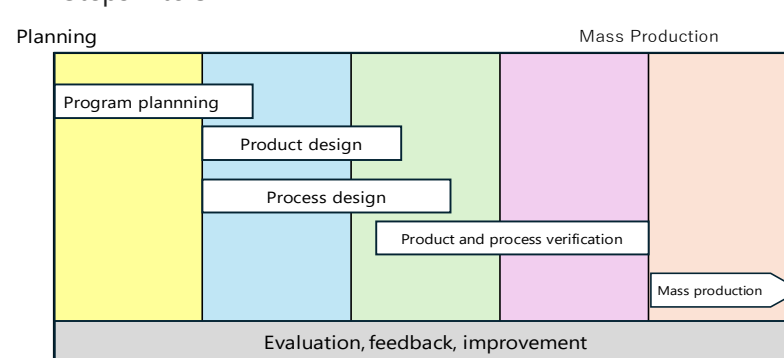 Planning
Mass Production
Program plannning
Product design
Process design
Product and process verification
Mass production
Evaluation, feedback, improvement